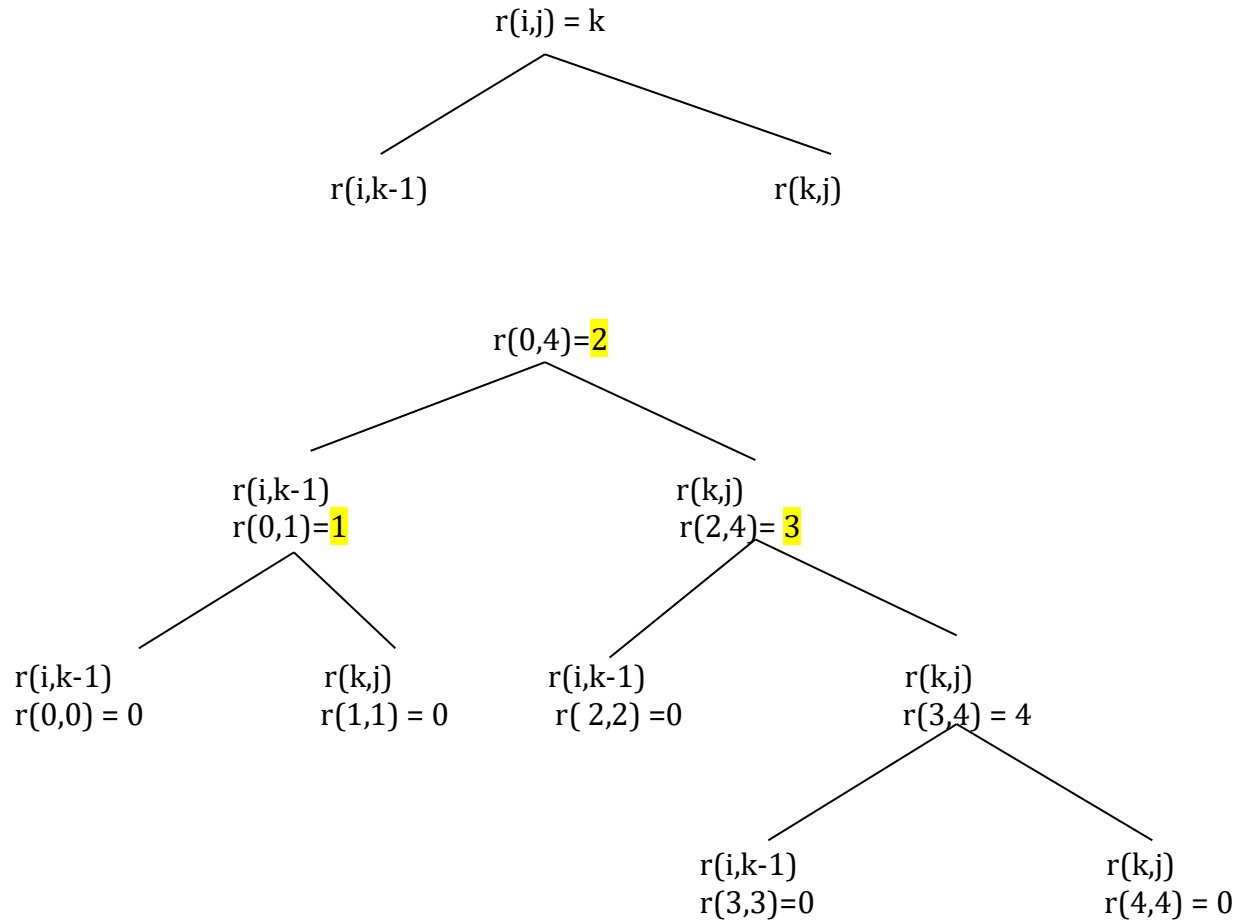 r(i,j) = k
r(i,k-1)
r(k,j)
r(0,4)=2
r(i,k-1)
r(0,1)=1
r(k,j)
r(2,4)= 3
r(i,k-1)
r(0,0) = 0
r(k,j)
r(1,1) = 0
r(i,k-1)
r( 2,2) =0
r(k,j)
r(3,4) = 4
r(i,k-1)
r(3,3)=0
r(k,j)
r(4,4) = 0